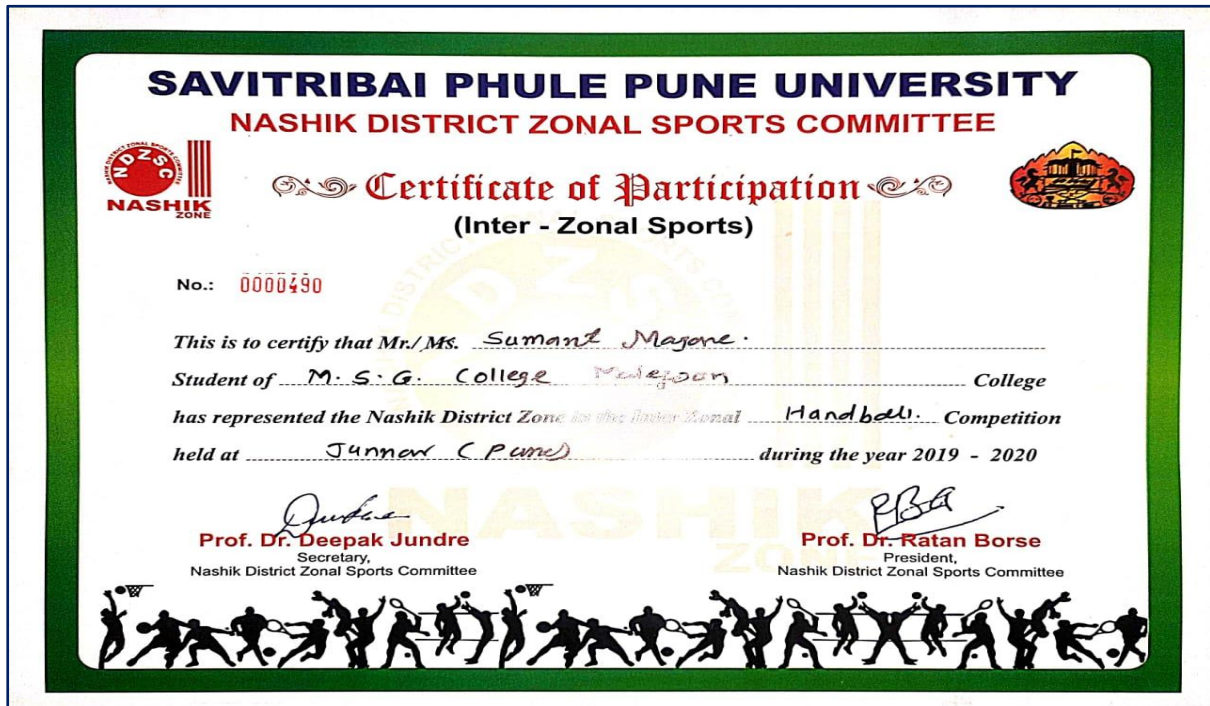 SAVITRIBAI PHULE PUNE UNIVERSITY
NASHIK DISTRICT ZONAL SPORTS COMMITTEE
NDZSC
NASHIK
ZONE
Certificate of Participation
(Inter - Zonal Sports)
No.: 0000490
This is to certify that Mr./Ms. Sumant Magare.
Student of M.S.G. College Malegaon College
has represented the Nashik District Zone in the Inter Zonal Handball. Competition
held at Junnar (Pune) during the year 2019 - 2020
Prof. Dr. Deepak Jundre
Secretary,
Nashik District Zonal Sports Committee
Prof. Dr. Ratan Borse
President,
Nashik District Zonal Sports Committee